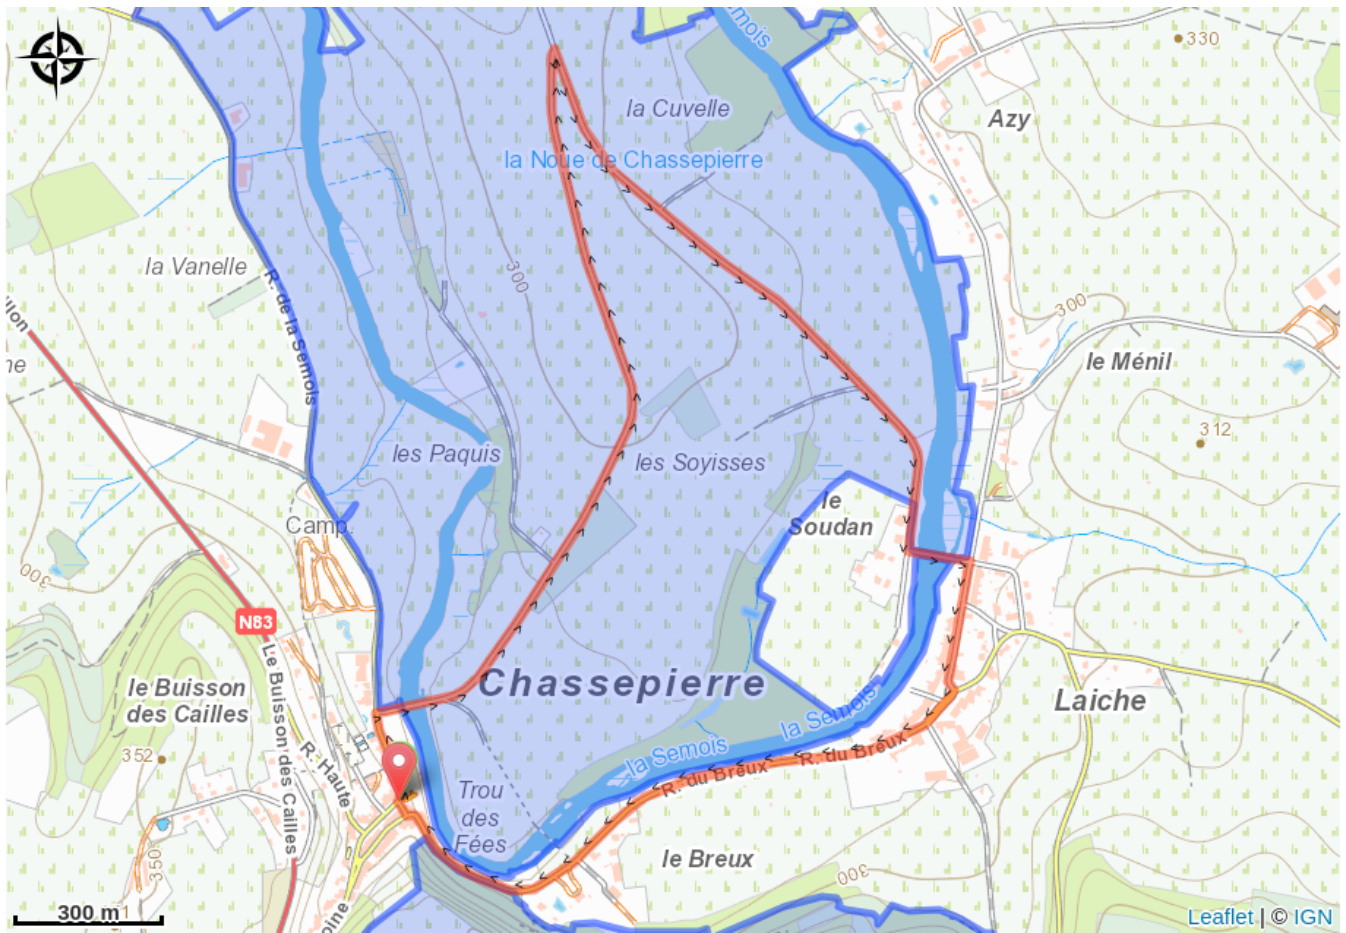 Semois
330
la Cuvelle
Azy
la Noue de Chassepierre
la Vanelle
300
R. de la Semois
300
le Ménil
312
les Paquis
les Soyisses
le
Soudan
Camp.
300
N83
Le Buisson des Cailles
le Buisson
des Cailles
Chassepierre
Laiche
352
R. Haute
la Semois
la Semois
R. du Breux
R. du Breux
Trou
des
Fées
le Breux
350
300
300 m
Leaflet | © IGN